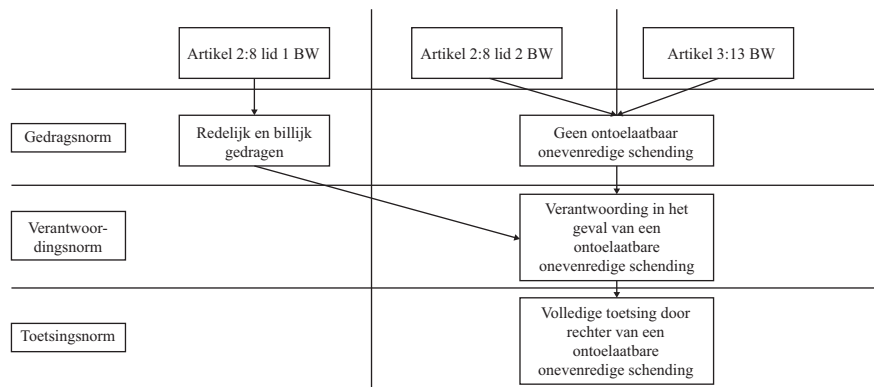 Artikel 2:8 lid 1 BW
Artikel 2:8 lid 2 BW
Artikel 3:13 BW
Gedragsnorm
Redelijk en billijk
gedragen
Geen ontoelaatbaar
onevenredige schending
Verantwoor-
dingsnorm
Verantwoording in het
geval van een
ontoelaatbare
onevenredige schending
Toetsingsnorm
Volledige toetsing door
rechter van een
ontoelaatbare
onevenredige schending